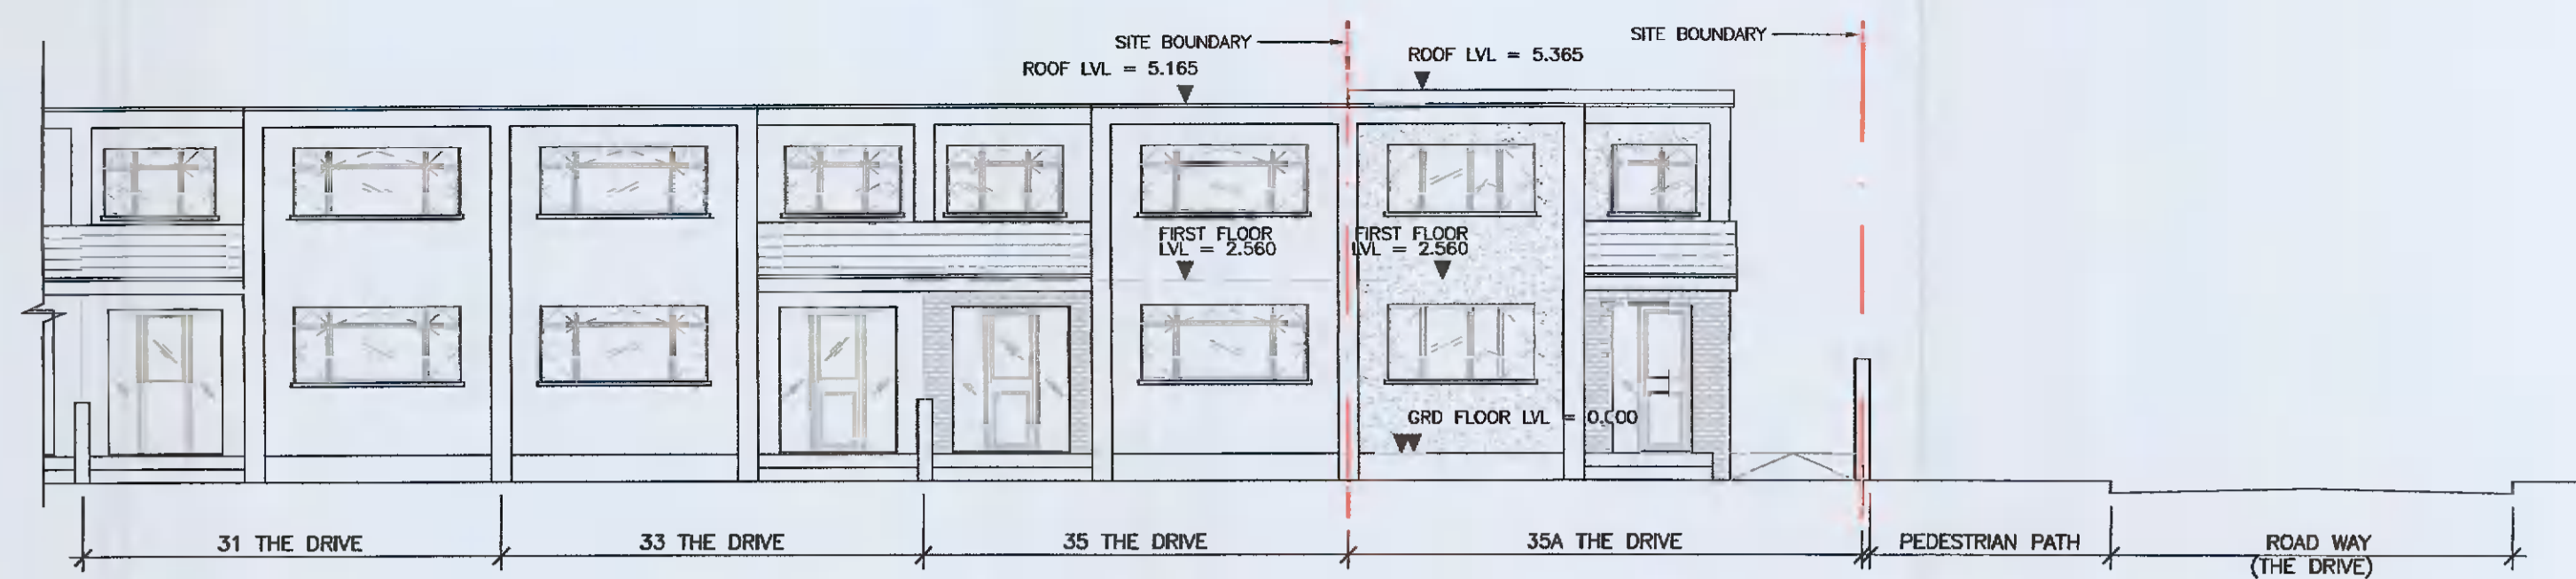 SITE BOUNDARY
SITE BOUNDARY
ROOF LVL = 5.165
ROOF LVL = 5.365
FIRST FLOOR
LVL = 2.560
FIRST FLOOR
LVL = 2.560
GRD FLOOR LVL = 0.000
31 THE DRIVE
33 THE DRIVE
35 THE DRIVE
35A THE DRIVE
PEDESTRIAN PATH
ROAD WAY
(THE DRIVE)